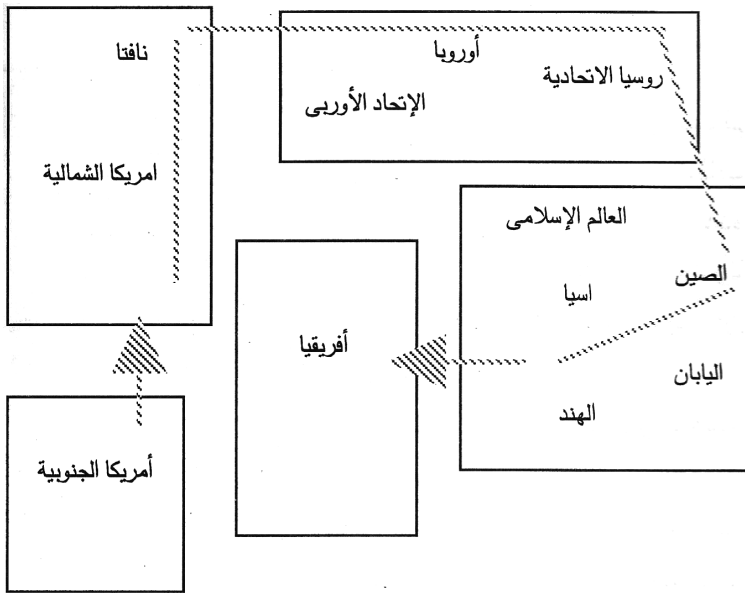 نافتا
امريكا الشمالية
أوروبا
روسيا الاتحادية
الإتحاد الأوربى
العالم الإسلامى
الصين
اسيا
اليابان
الهند
أفريقيا
أمريكا الجنوبية